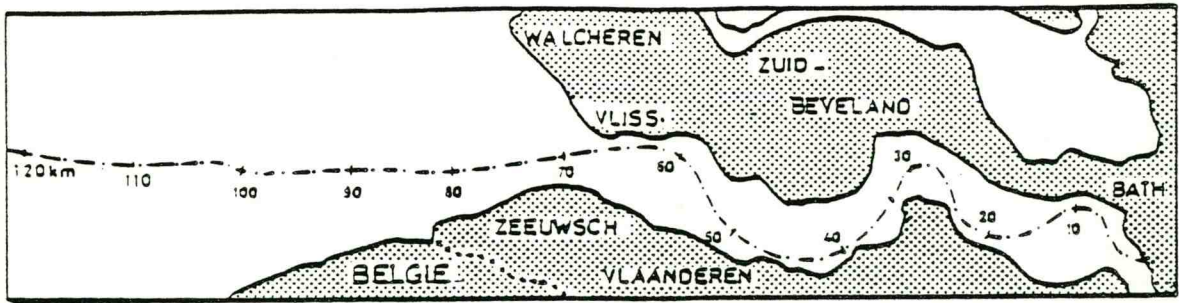 WALCHEREN
ZUID-
BEVELAND
VLISS.
120km
110
100
90
80
70
60
50
40
30
20
10
BATH
ZEEUWSCH
VLAANDEREN
BELGIE